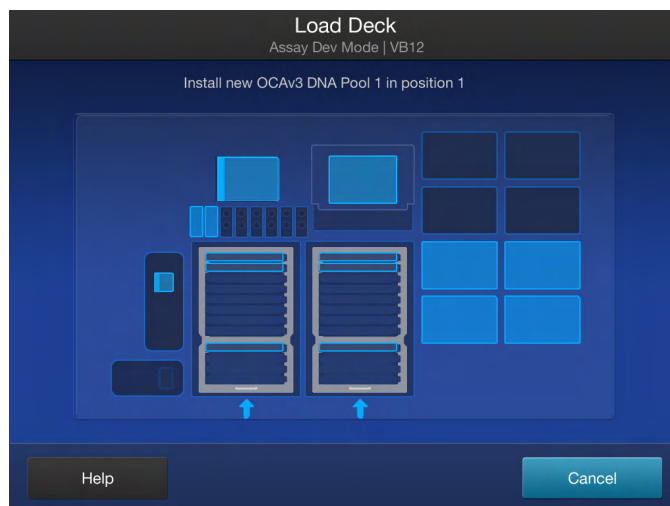 Load Deck
Assay Dev Mode | VB12
Install new OCAv3 DNA Pool 1 in position 1
Help
Cancel